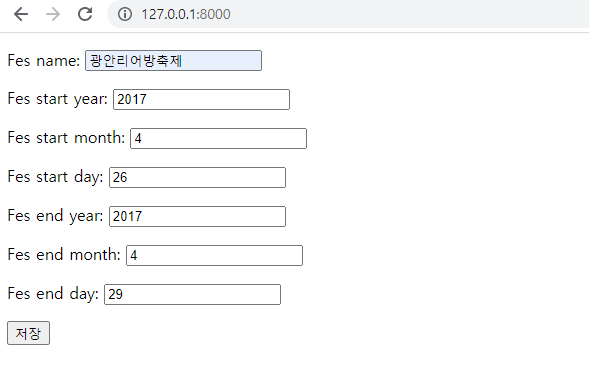 127.0.0.1:8000
Fes name: 광안리어방축제
Fes start year: 2017
Fes start month: 4
Fes start day: 26
Fes end year: 2017
Fes end month: 4
Fes end day: 29
저장